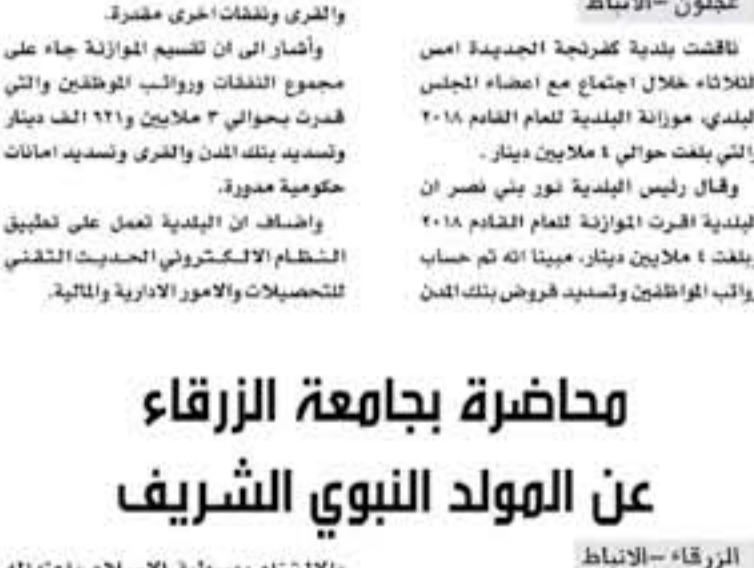 عجلون –الانباط
ناقشت بلدية كفرنجة الجديدة امس
الثلاثاء خلال اجتماع مع اعضاء المجلس
البلدي، موزانة البلدية للعام القادم ٢٠١٨
والتي بلغت حوالي ٤ ملايين دينار .
وقال رئيس البلدية نور بني نصر ان
البلدية اقرت الموازنة للعام القادم ٢٠١٨
وبلغت ٤ ملايين دينار، مبينا انه تم حساب
رواتب المواظفين وتسديد قروض بنك المدن
والقرى ونفقات اخرى مقدرة.
وأشار الى ان تقسيم الموازنة جاء على
مجموع النفقات ورواتب الموظفين والتي
قدرت بحوالي ٣ ملايين و٦٢١ الف دينار
وتسديد بنك المدن والقرى وتسديد امانات
حكومية مدورة.
واضاف ان البلدية تعمل على تطبيق
النظام الالكتروني الحديث التقني
للتحصيلات والامور الادارية والمالية.
محاضرة بجامعة الزرقاء
عن المولد النبوي الشريف
الزرقاء –الانباط